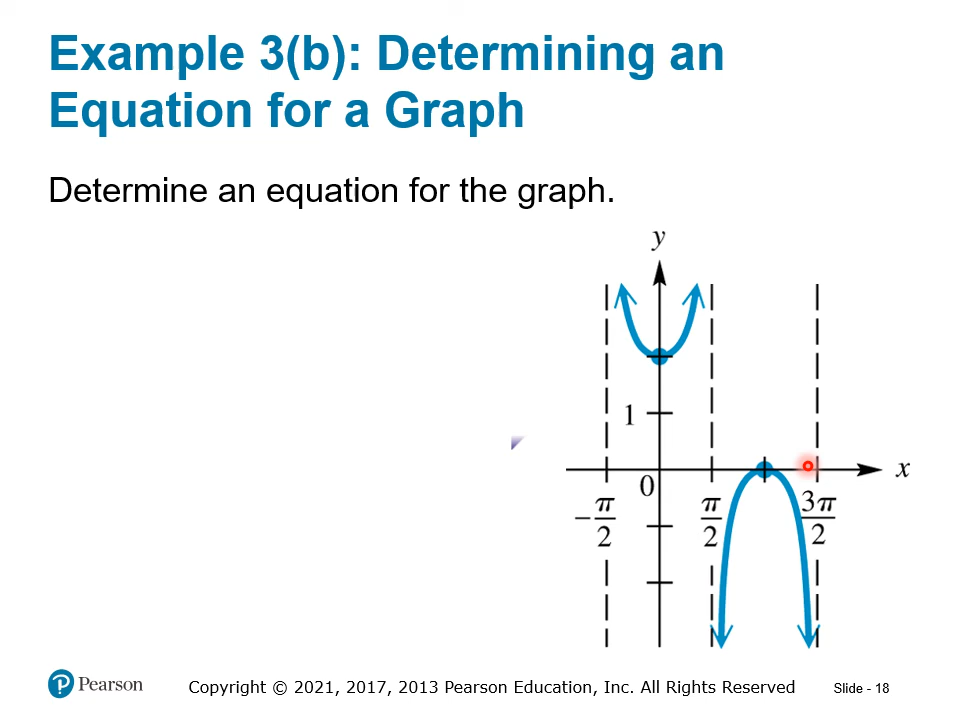 Example 3(b): Determining an
Equation for a Graph
Determine an equation for the graph.
y
1
0
x
−π/2
π/2
3π/2
Pearson
Copyright © 2021, 2017, 2013 Pearson Education, Inc. All Rights Reserved
Slide - 18